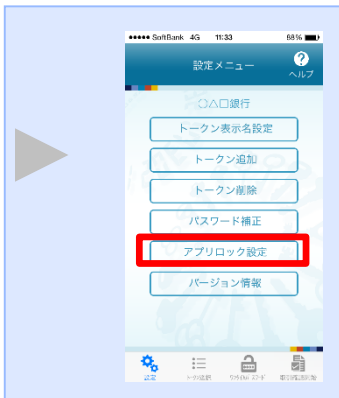 SoftBank 4G 11:33 88%
設定メニュー
?
ヘルプ
○△□銀行
トークン表示名設定
トークン追加
トークン削除
パスワード補正
アプリロック設定
バージョン情報
設定